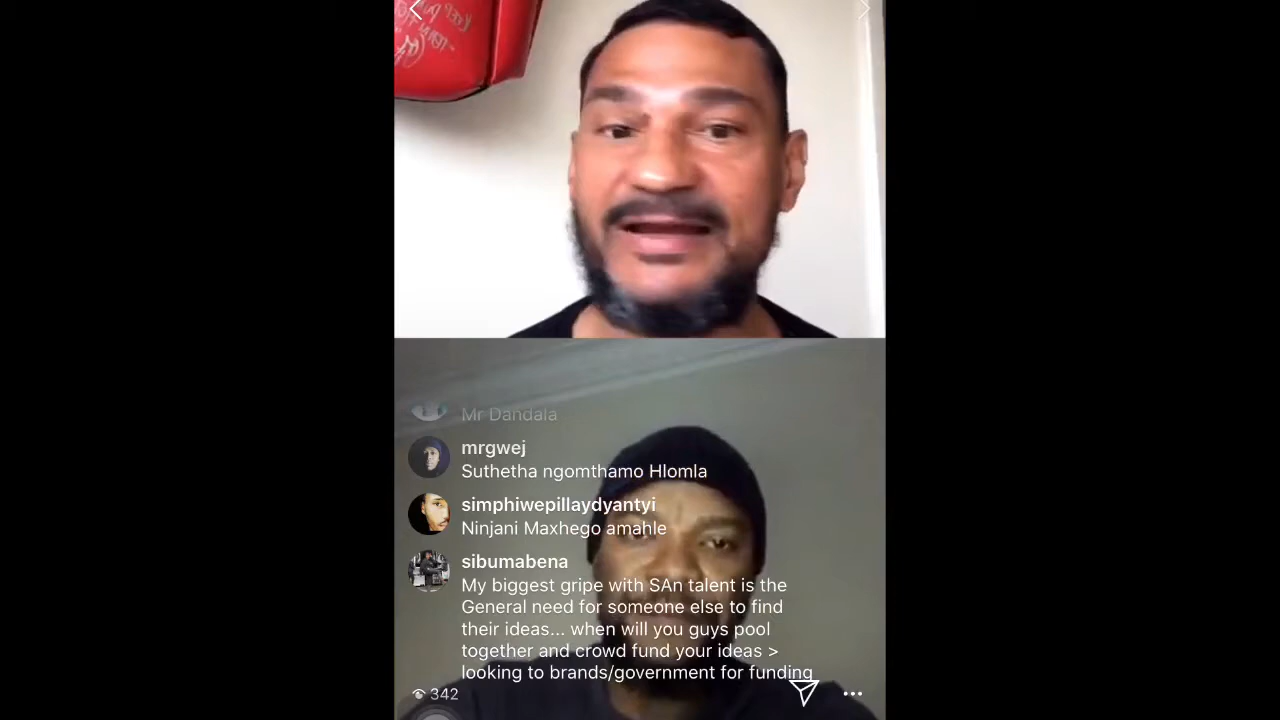 Mr Dandala
mrgwej
Suthetha ngomthamo Hlomla
simphiwepillaydyantyi
Ninjani Maxhego amahle
sibumabena
My biggest gripe with SAn talent is the
General need for someone else to find
their ideas... when will you guys pool
together and crowd fund your ideas >
looking to brands/government for funding
342